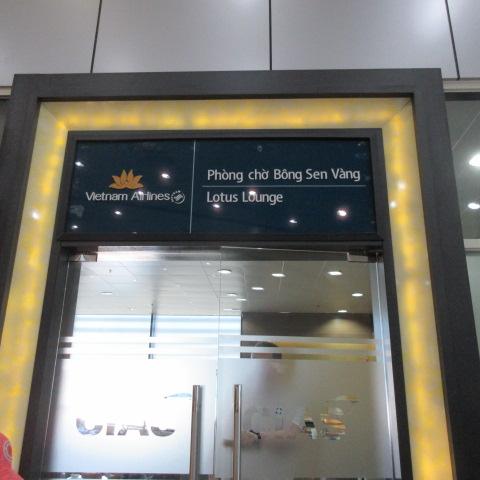 Vietnam Airlines
Phòng chờ Bông Sen Vàng
Lotus Lounge